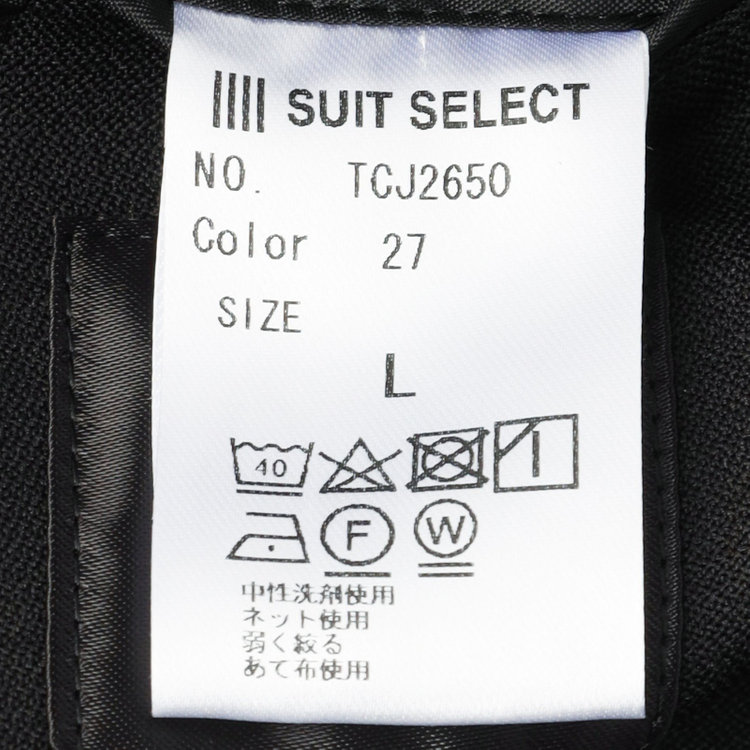 SUIT SELECT
NO. TCJ2650
Color 27
SIZE
L
40
F W
中性洗剤使用
ネット使用
弱く絞る
あて布使用